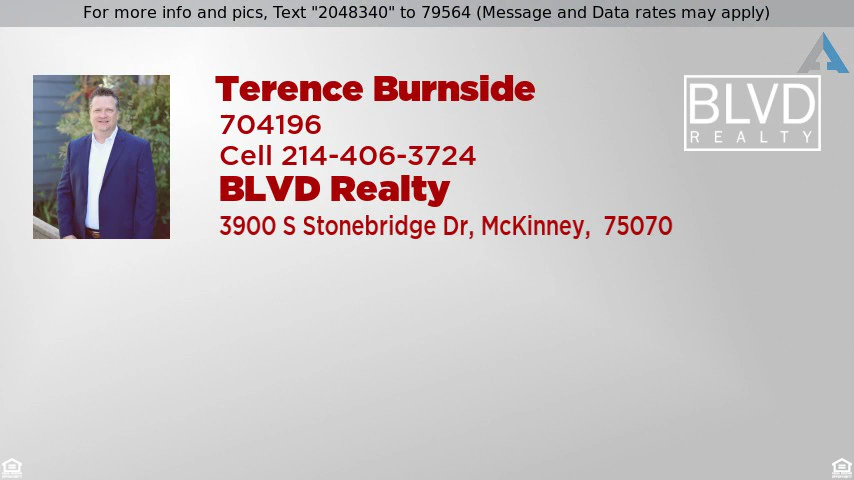 For more info and pics, Text "2048340" to 79564 (Message and Data rates may apply)
Terence Burnside
704196
Cell 214-406-3724
BLVD Realty
3900 S Stonebridge Dr, McKinney,  75070
BLVD
REALTY